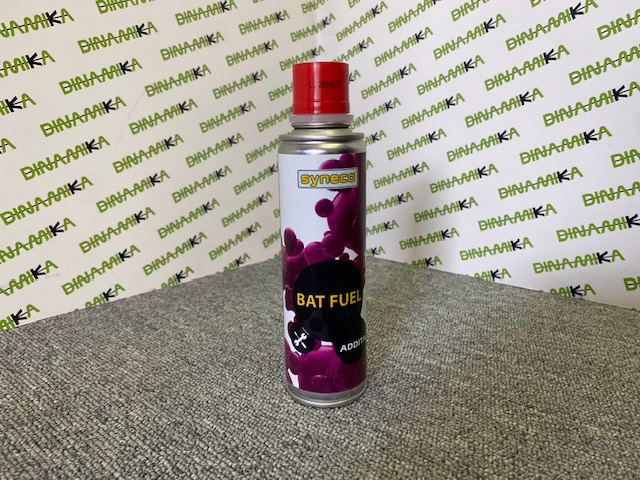 DINAMIKA
syneco
BAT FUEL
ADDIT